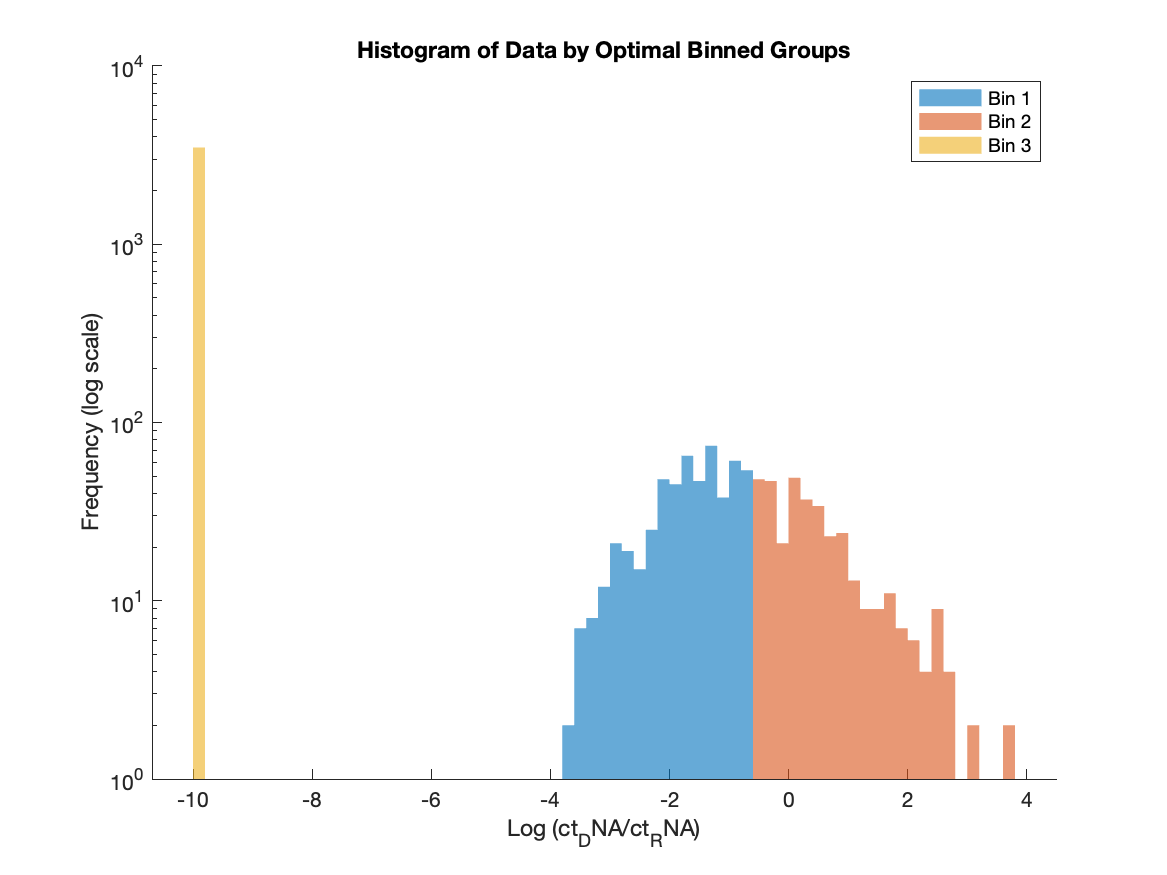 Histogram of Data by Optimal Binned Groups
Bin 1
Bin 2
Bin 3
Frequency (log scale)
10^4
10^3
10^2
10^1
10^0
-10 -8 -6 -4 -2 0 2 4
Log (ct_DNA/ct_RNA)